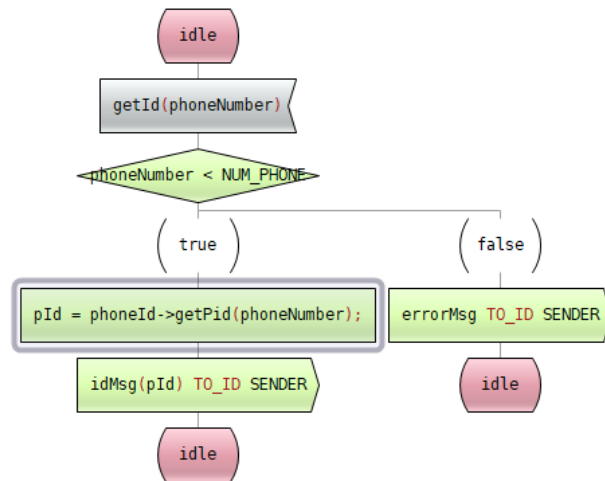 idle
getId(phoneNumber)
phoneNumber < NUM_PHONE
true
false
pId = phoneId->getPid(phoneNumber);
errorMsg TO_ID SENDER
idMsg(pId) TO_ID SENDER
idle
idle